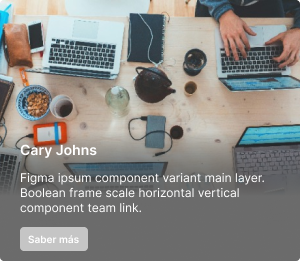 Cary Johns
Figma ipsum component variant main layer.
Boolean frame scale horizontal vertical
component team link.
Saber más